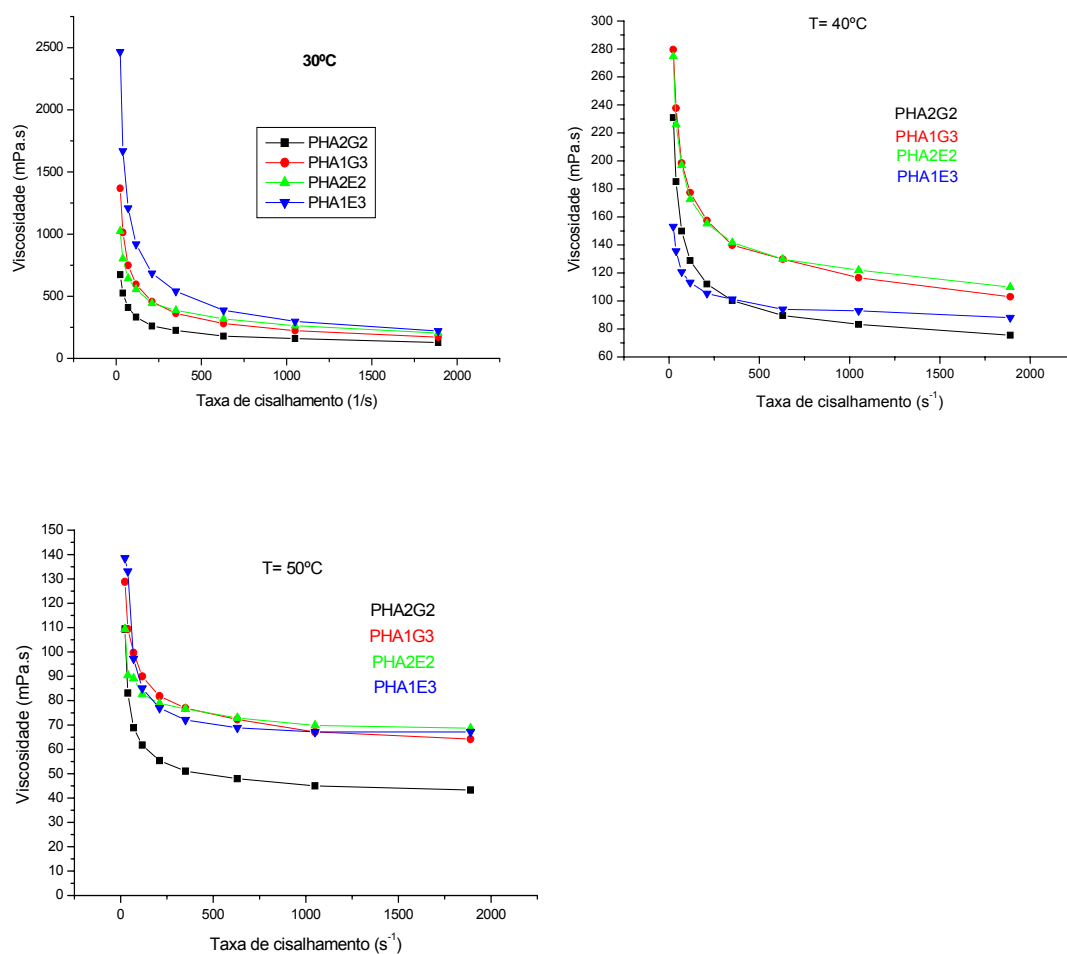 30ºC
PHA2G2
PHA1G3
PHA2E2
PHA1E3
Viscosidade (mPa.s)
2500
2000
1500
1000
500
0
0 500 1000 1500 2000
Taxa de cisalhamento (1/s)
T= 40ºC
PHA2G2
PHA1G3
PHA2E2
PHA1E3
Viscosidade (mPa.s)
300
280
260
240
220
200
180
160
140
120
100
80
60
0 500 1000 1500 2000
Taxa de cisalhamento (s⁻¹)
T= 50ºC
PHA2G2
PHA1G3
PHA2E2
PHA1E3
Viscosidade (mPa.s)
150
140
130
120
110
100
90
80
70
60
50
40
30
20
10
0
0 500 1000 1500 2000
Taxa de cisalhamento (s⁻¹)